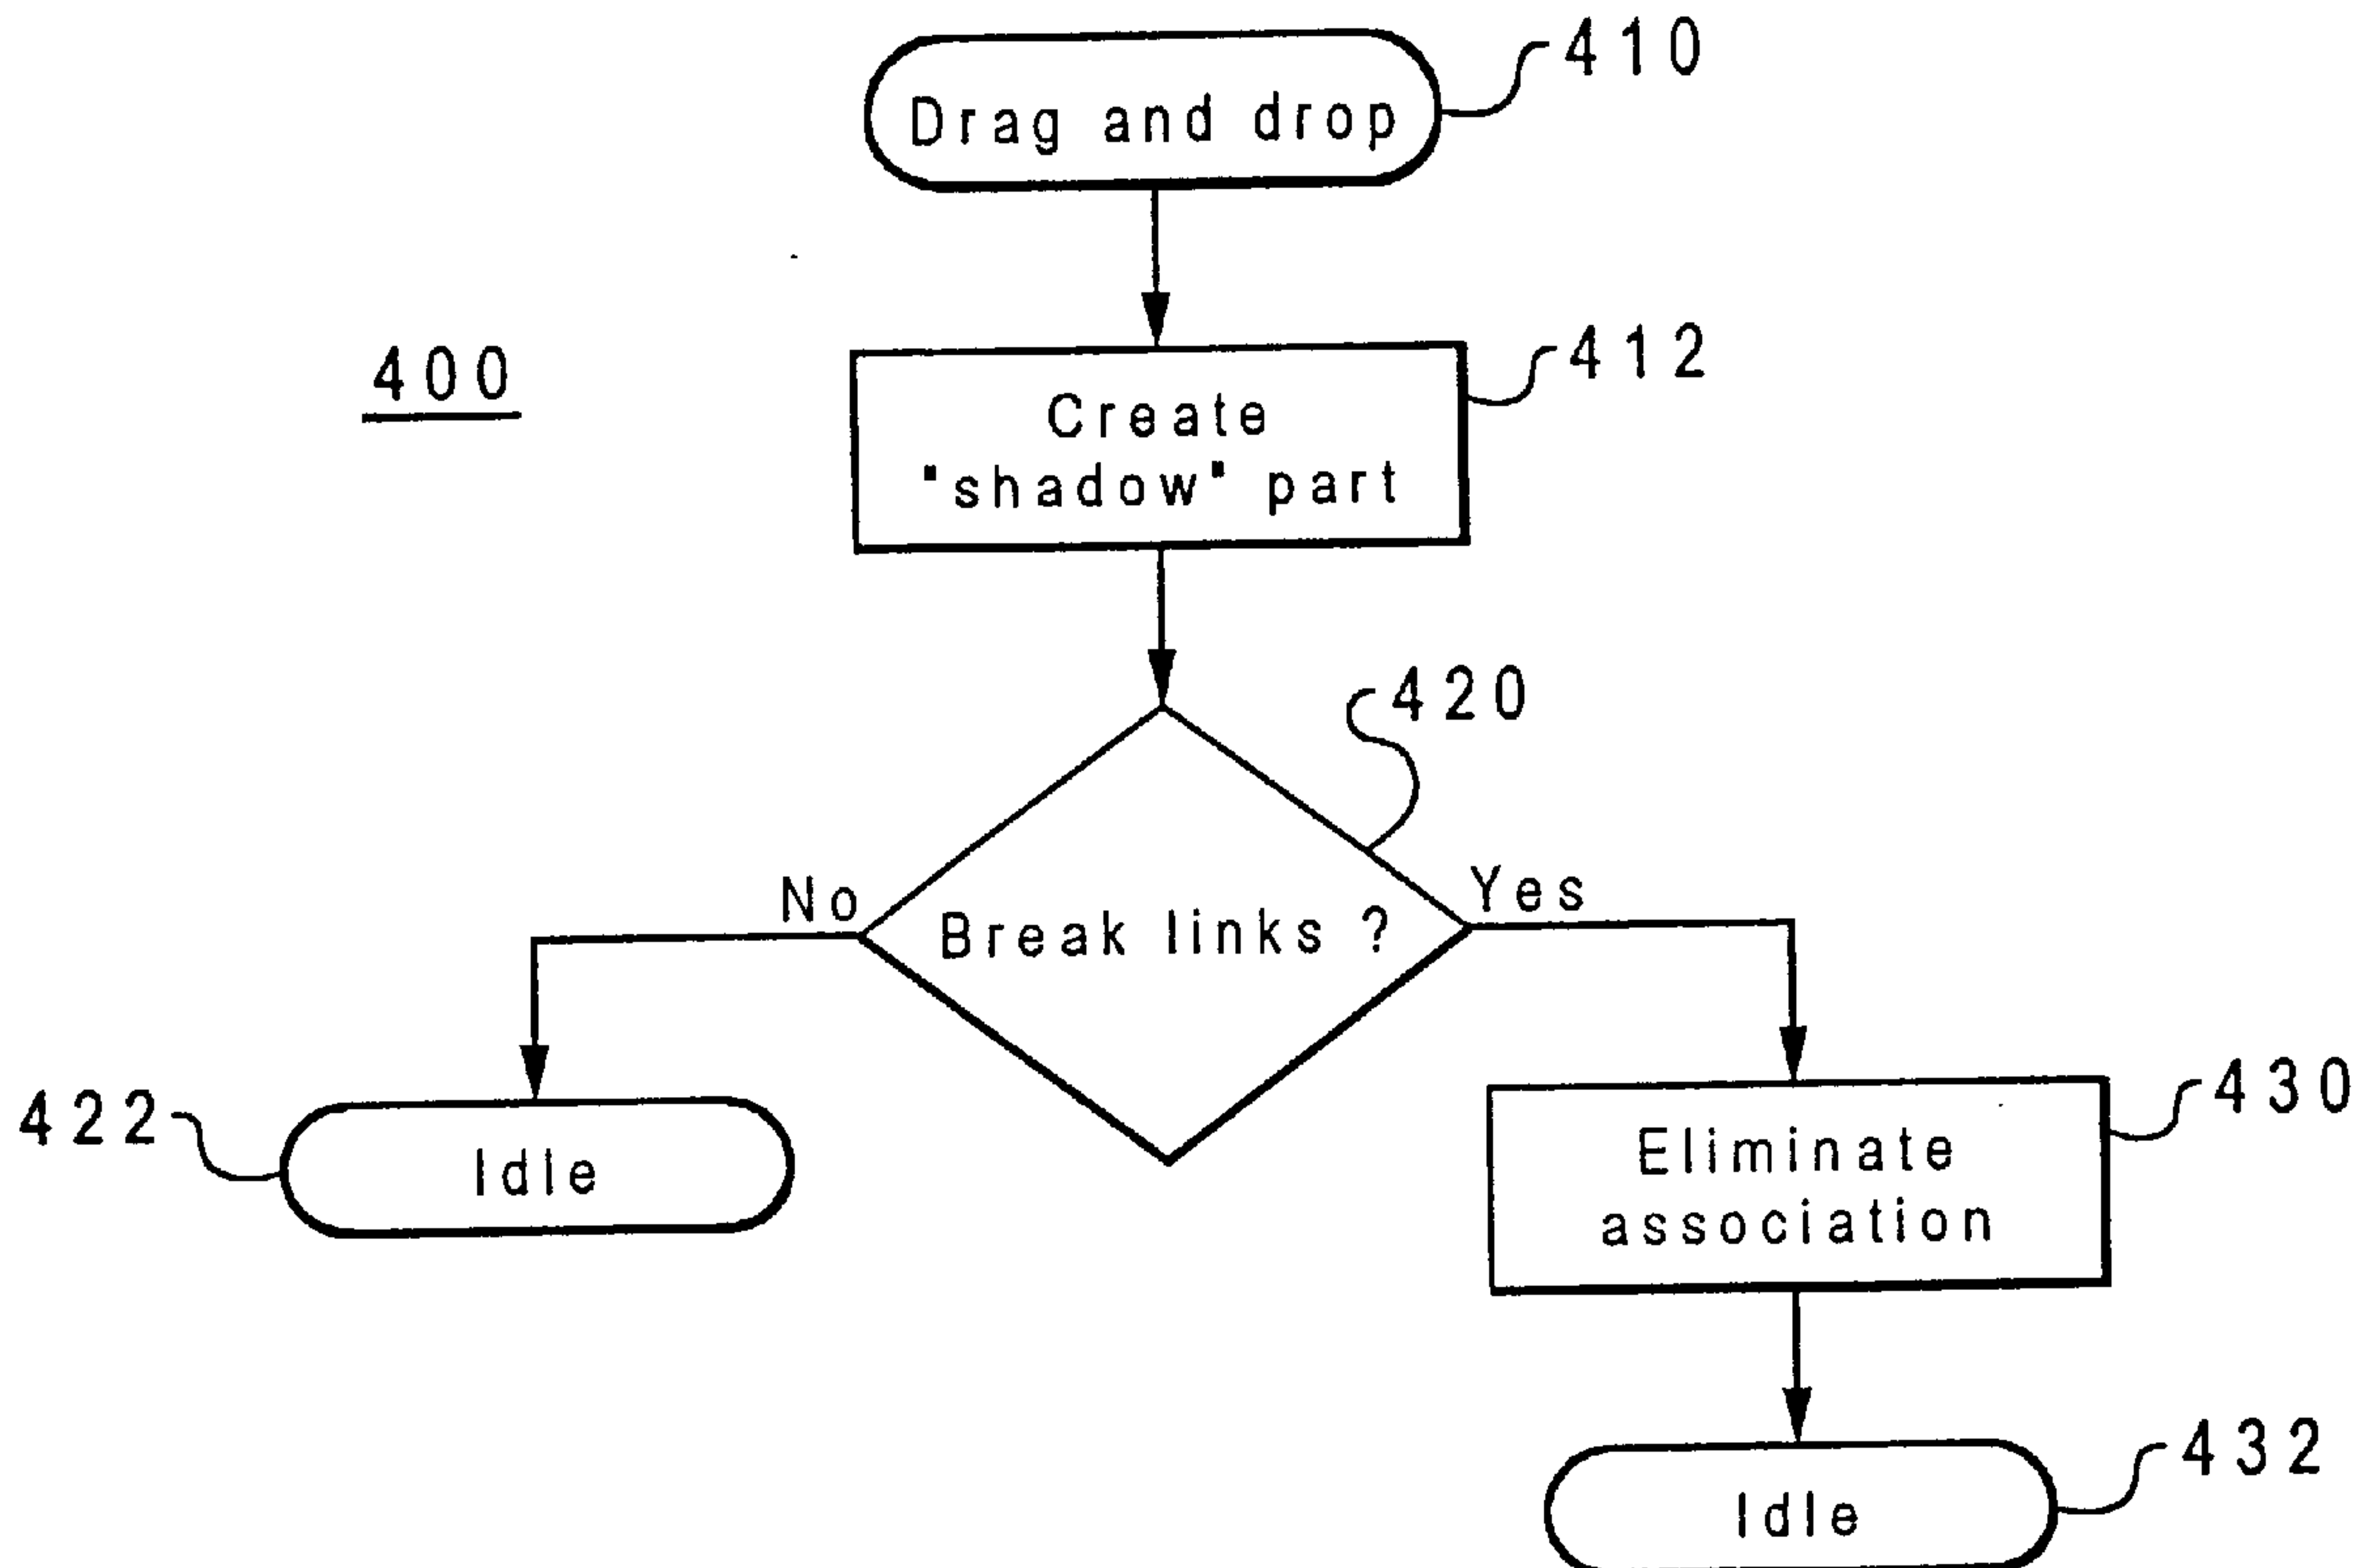 410
Drag and drop
400
412
Create
"shadow" part
420
No
Yes
Break links ?
422
Idle
430
Eliminate
association
432
Idle